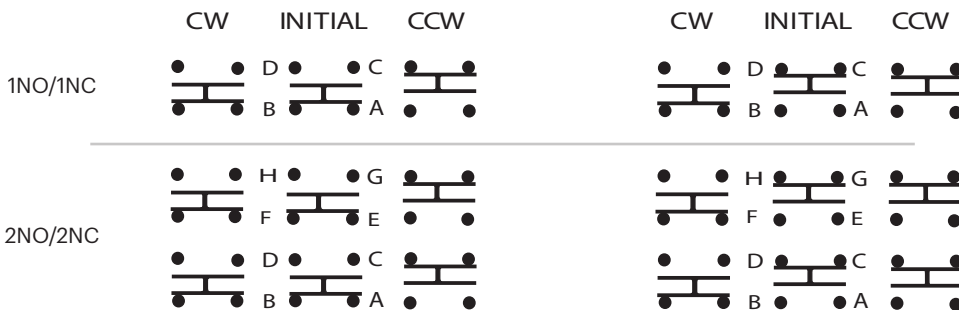 CW INITIAL CCW CW INITIAL CCW
1NO/1NC D C D C
B A B A
H G H G
F E F E
2NO/2NC
D C D C
B A B A